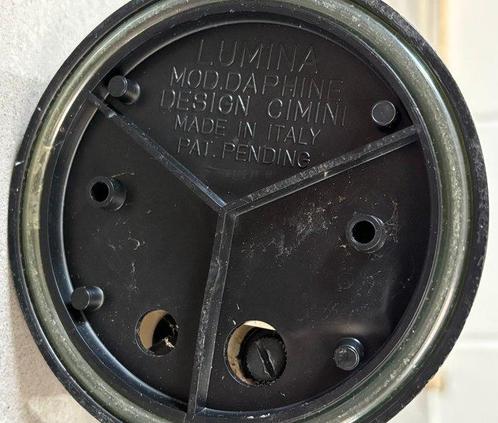 LUMINA
MOD.DAPHINE
DESIGN CIMINI
MADE IN ITALY
PAT. PENDING